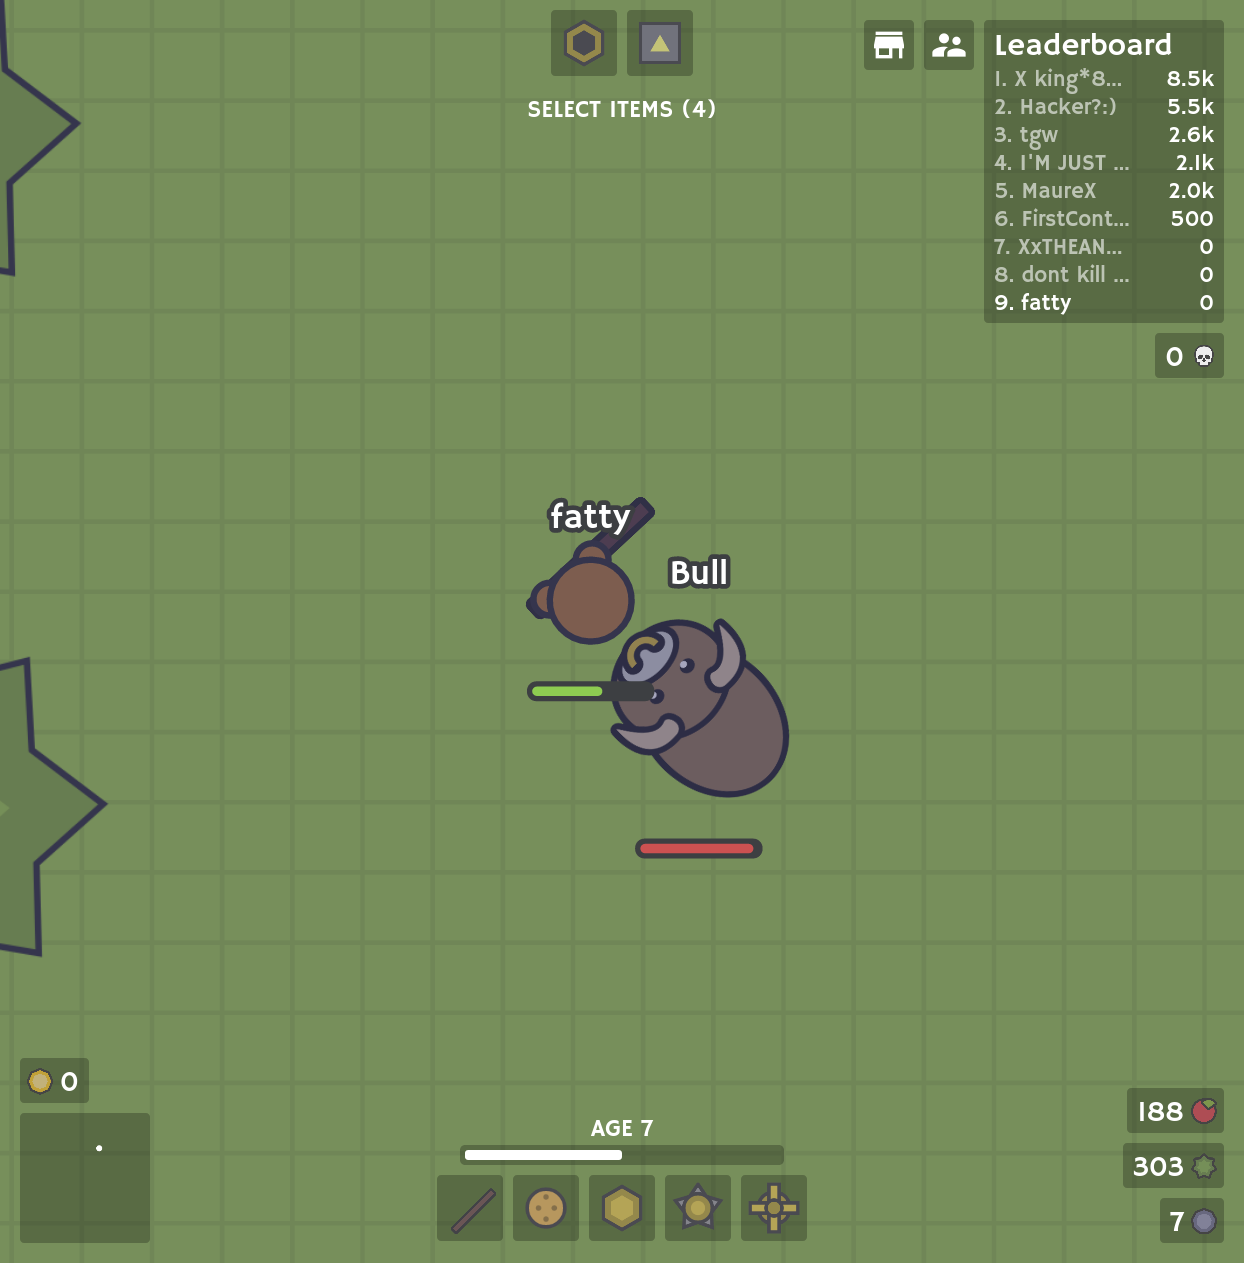 SELECT ITEMS (4)
Leaderboard
1. X king*8... 8.5k
2. Hacker?:) 5.5k
3. tgw 2.6k
4. I'M JUST ... 2.1k
5. MaureX 2.0k
6. FirstCont... 500
7. XxTHEAN... 0
8. dont kill ... 0
9. fatty 0
0
fatty
Bull
0
AGE 7
188
303
7